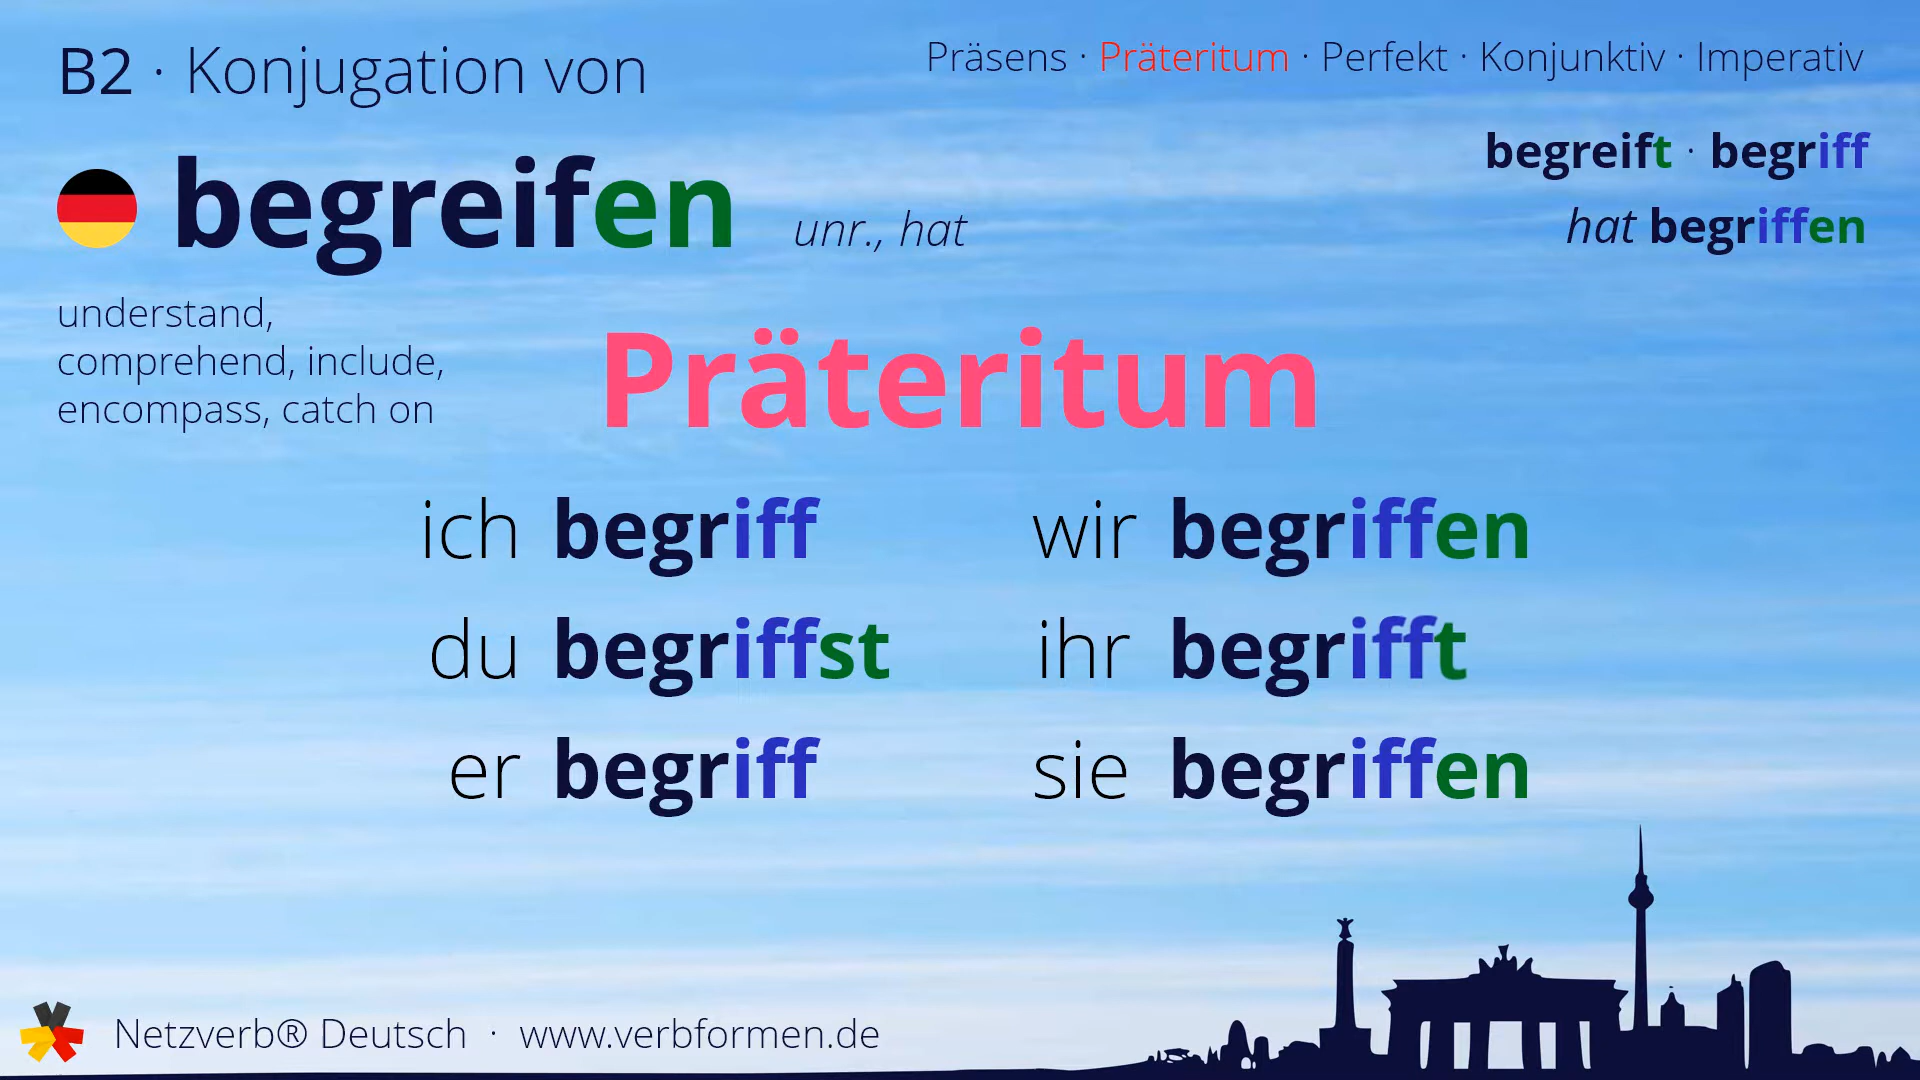 B2 · Konjugation von
Präsens · Präteritum · Perfekt · Konjunktiv · Imperativ
begreifen unr., hat
begreift · begriff
hat begriffen
understand,
comprehend, include,
encompass, catch on
Präteritum
ich begriff
du begriffst
er begriff
wir begriffen
ihr begrifft
sie begriffen
Netzverb® Deutsch · www.verbformen.de